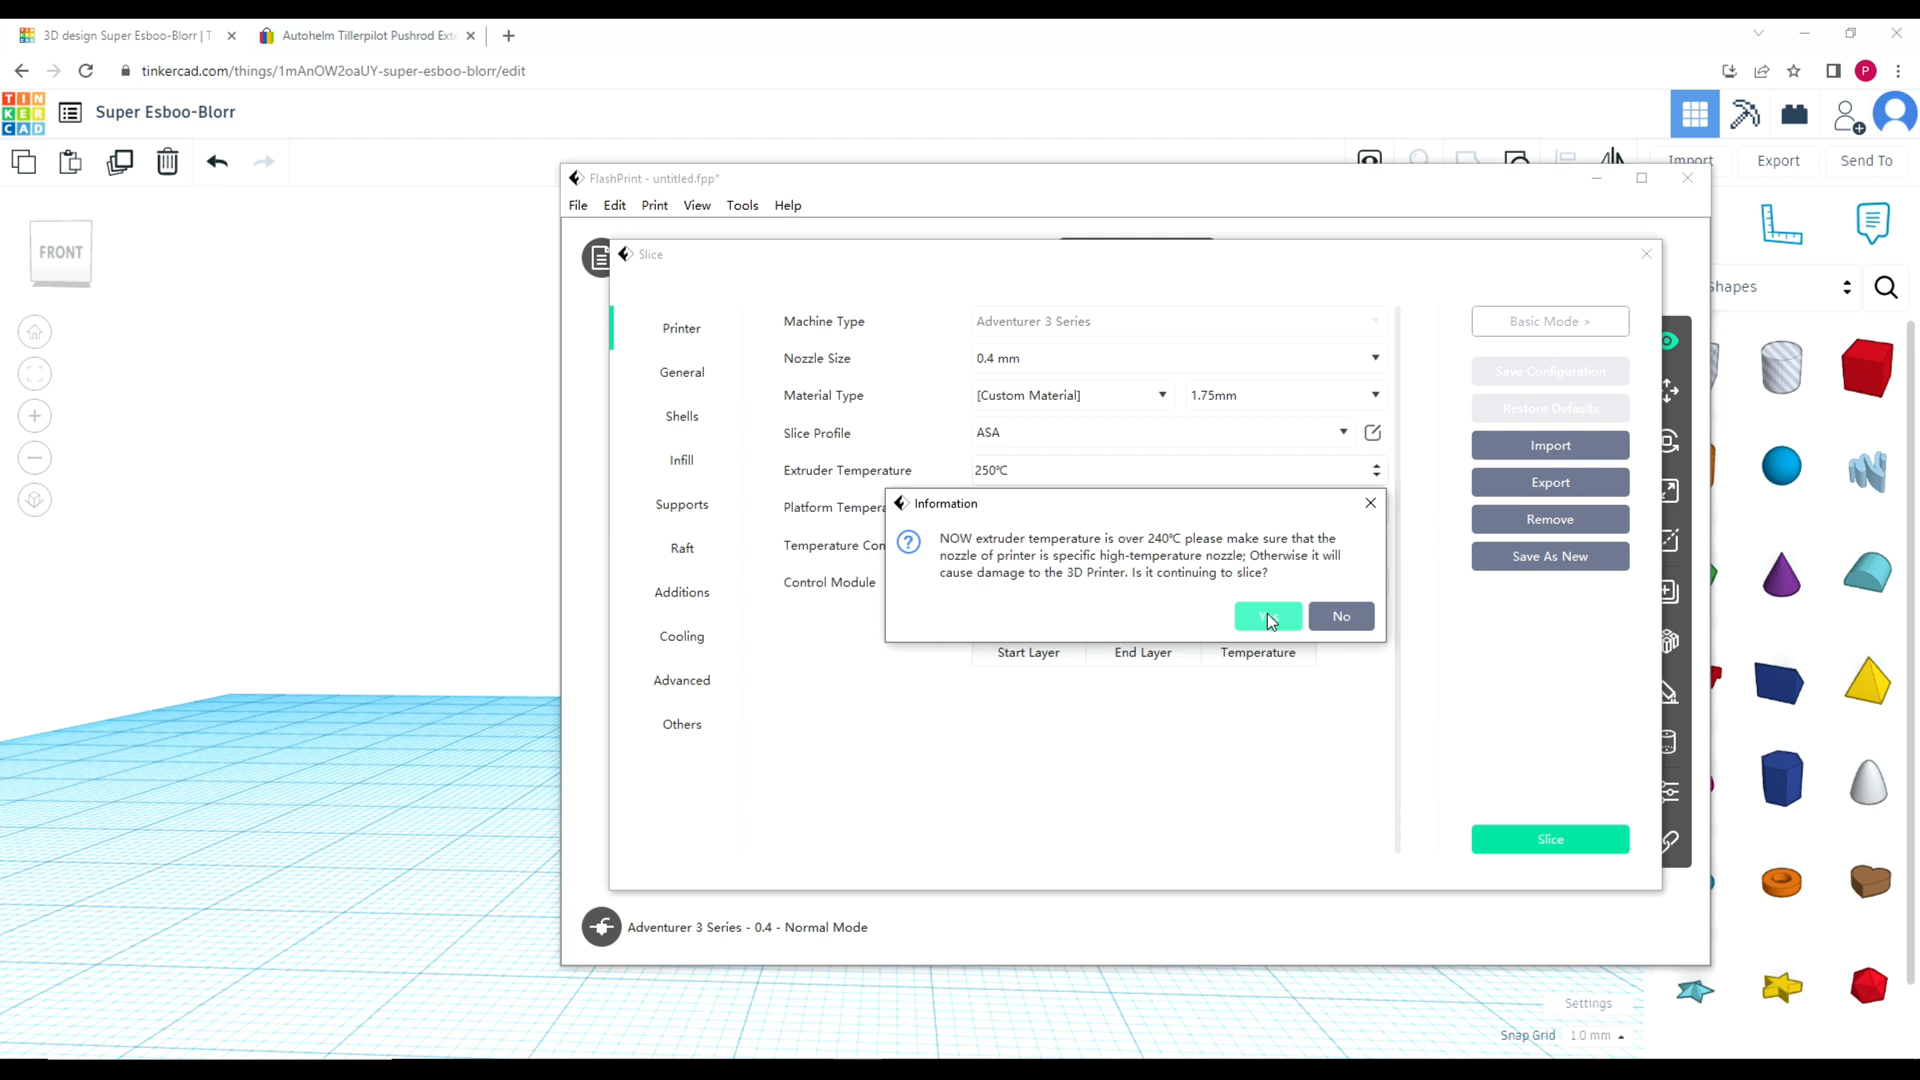 3D design Super Esboo-Blorr | T
Autohelm Tillerpilot Pushrod Exte
tinkercad.com/things/1mAnOW2oaUY-super-esboo-blorr/edit
P
TIN
KER
CAD
Super Esboo-Blorr
Import
Export
Send To
FlashPrint - untitled.fpp*
File
Edit
Print
View
Tools
Help
FRONT
Slice
Shapes
Printer
General
Shells
Infill
Supports
Raft
Additions
Cooling
Advanced
Others
Machine Type
Adventurer 3 Series
Nozzle Size
0.4 mm
Material Type
[Custom Material]
1.75mm
Slice Profile
ASA
Extruder Temperature
250℃
Platform Tempera
Temperature Con
Control Module
Information
NOW extruder temperature is over 240℃ please make sure that the
nozzle of printer is specific high-temperature nozzle; Otherwise it will
cause damage to the 3D Printer. Is it continuing to slice?
No
Start Layer
End Layer
Temperature
Basic Mode >
Save Configuration
Restore Defaults
Import
Export
Remove
Save As New
Slice
Adventurer 3 Series - 0.4 - Normal Mode
Settings
Snap Grid
1.0 mm